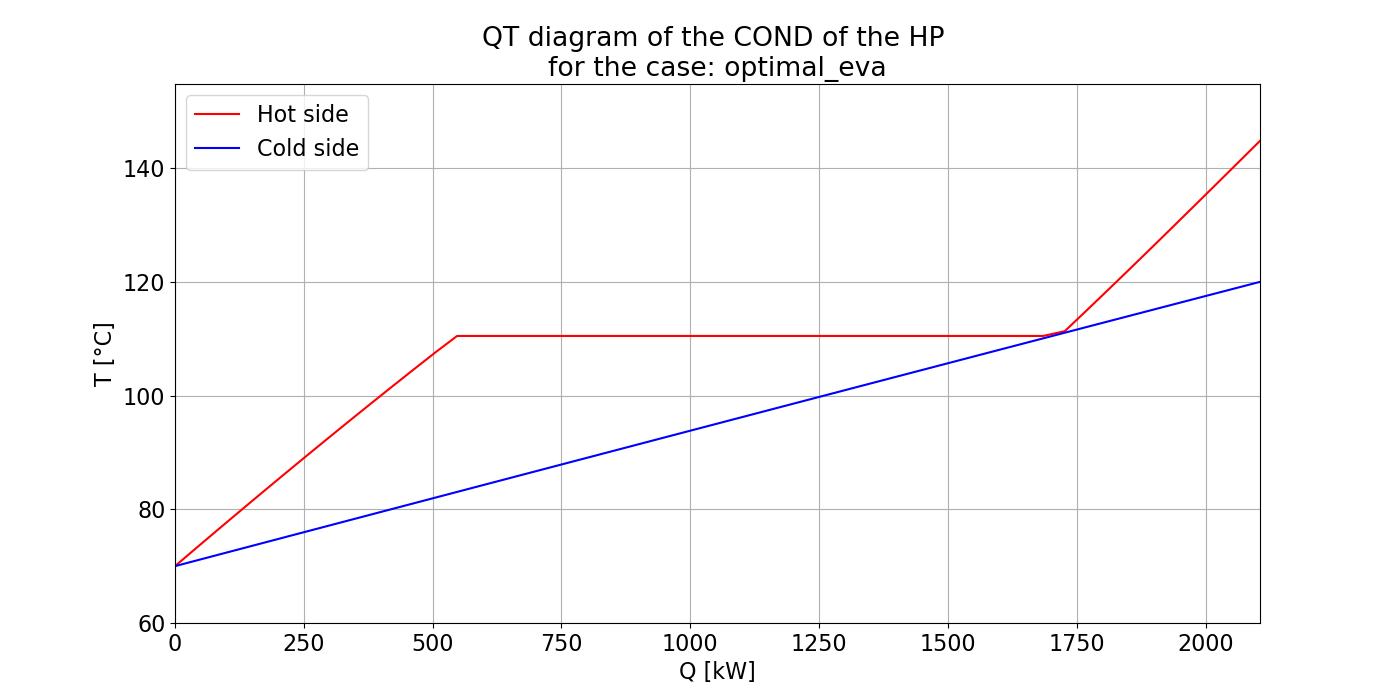 QT diagram of the COND of the HP
for the case: optimal_eva
Hot side
Cold side
T [°C]
140
120
100
80
60
0 250 500 750 1000 1250 1500 1750 2000
Q [kW]